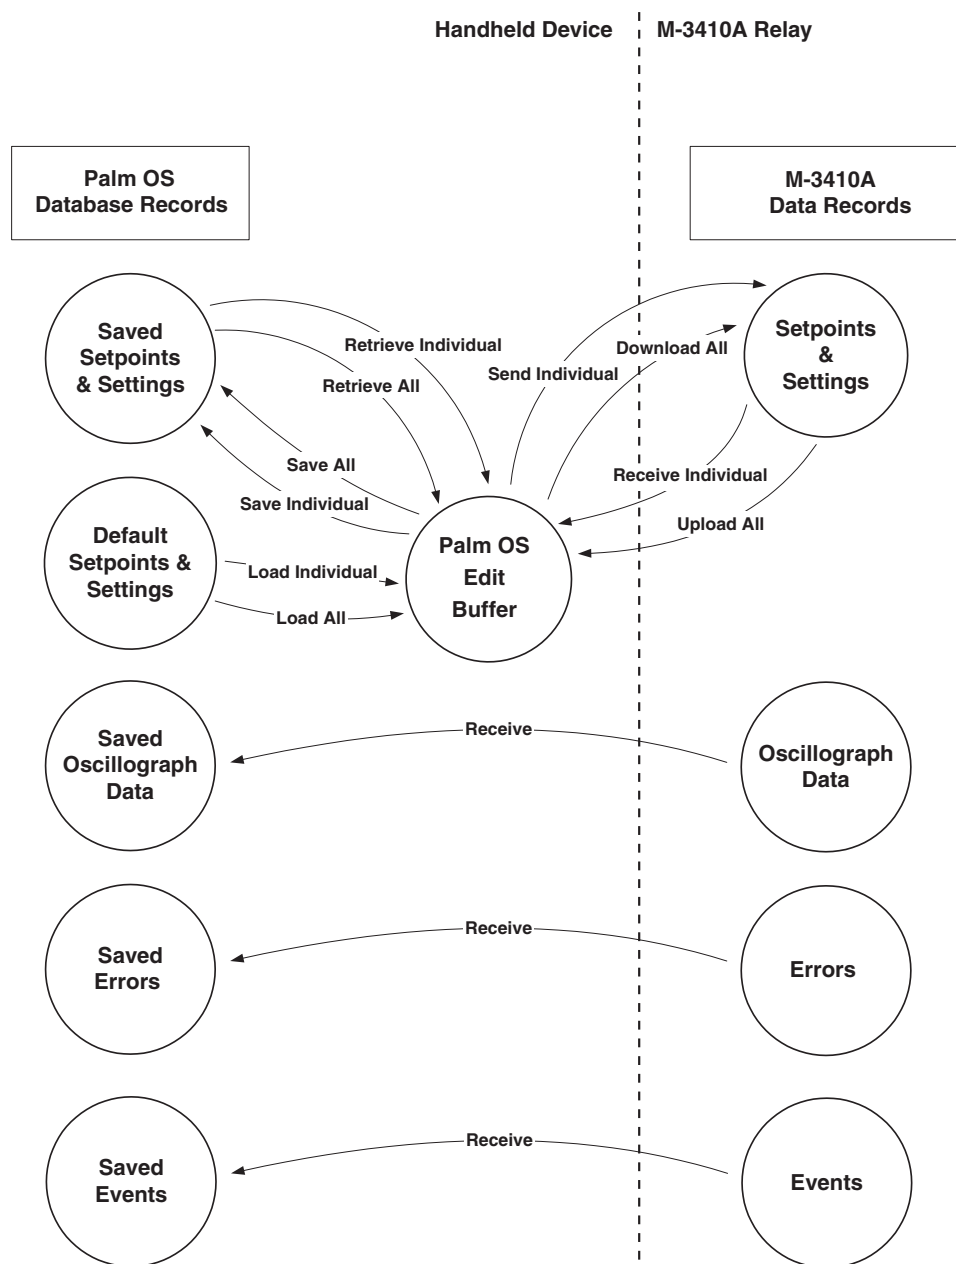 Handheld Device
M-3410A Relay
Palm OS
Database Records
M-3410A
Data Records
Saved
Setpoints
& Settings
Retrieve Individual
Retrieve All
Save All
Save Individual
Send Individual
Download All
Setpoints
&
Settings
Receive Individual
Upload All
Default
Setpoints &
Settings
Load Individual
Load All
Palm OS
Edit
Buffer
Saved
Oscillograph
Data
Receive
Oscillograph
Data
Saved
Errors
Receive
Errors
Saved
Events
Receive
Events